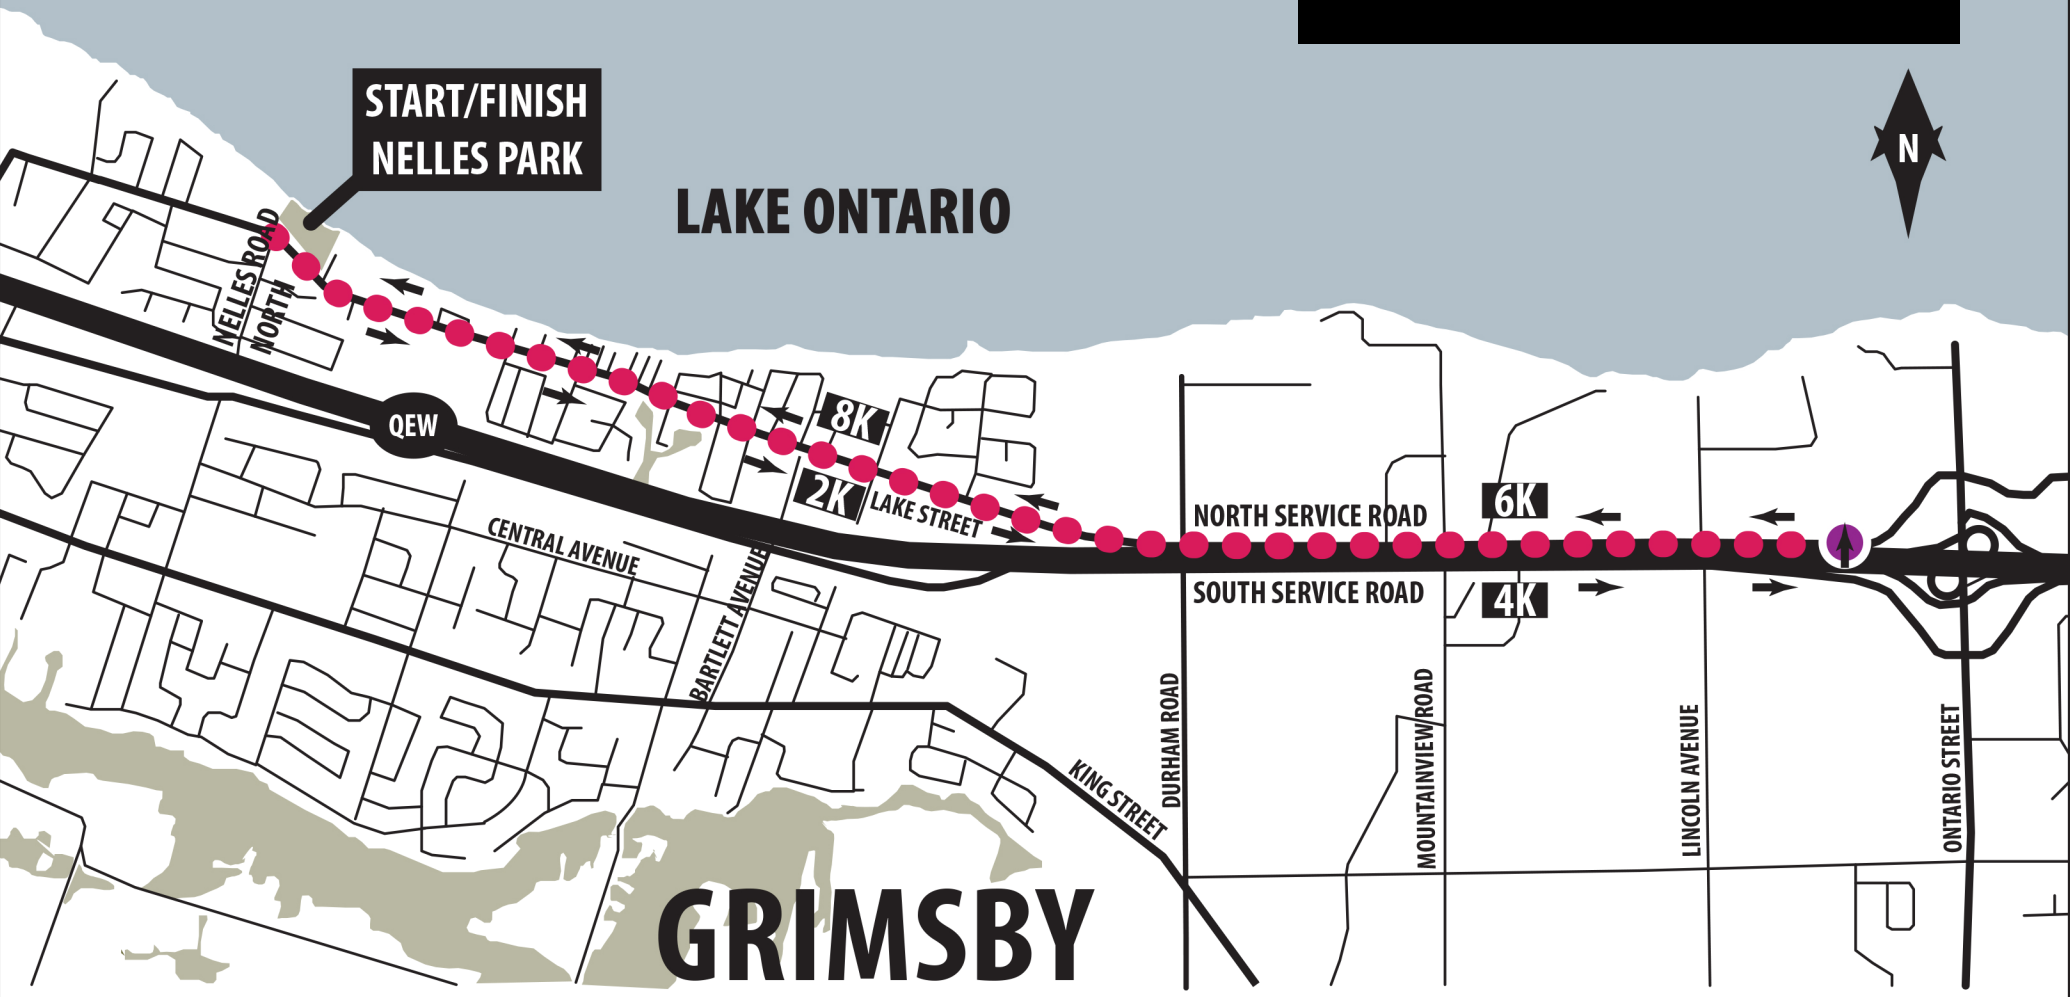 START/FINISH
NELLES PARK
N
LAKE ONTARIO
NELLES ROAD
NORTH
QEW
8K
2K
LAKE STREET
6K
NORTH SERVICE ROAD
CENTRAL AVENUE
SOUTH SERVICE ROAD
4K
BARTLETT AVENUE
DURHAM ROAD
MOUNTAINVIEW ROAD
LINCOLN AVENUE
ONTARIO STREET
KING STREET
GRIMSBY